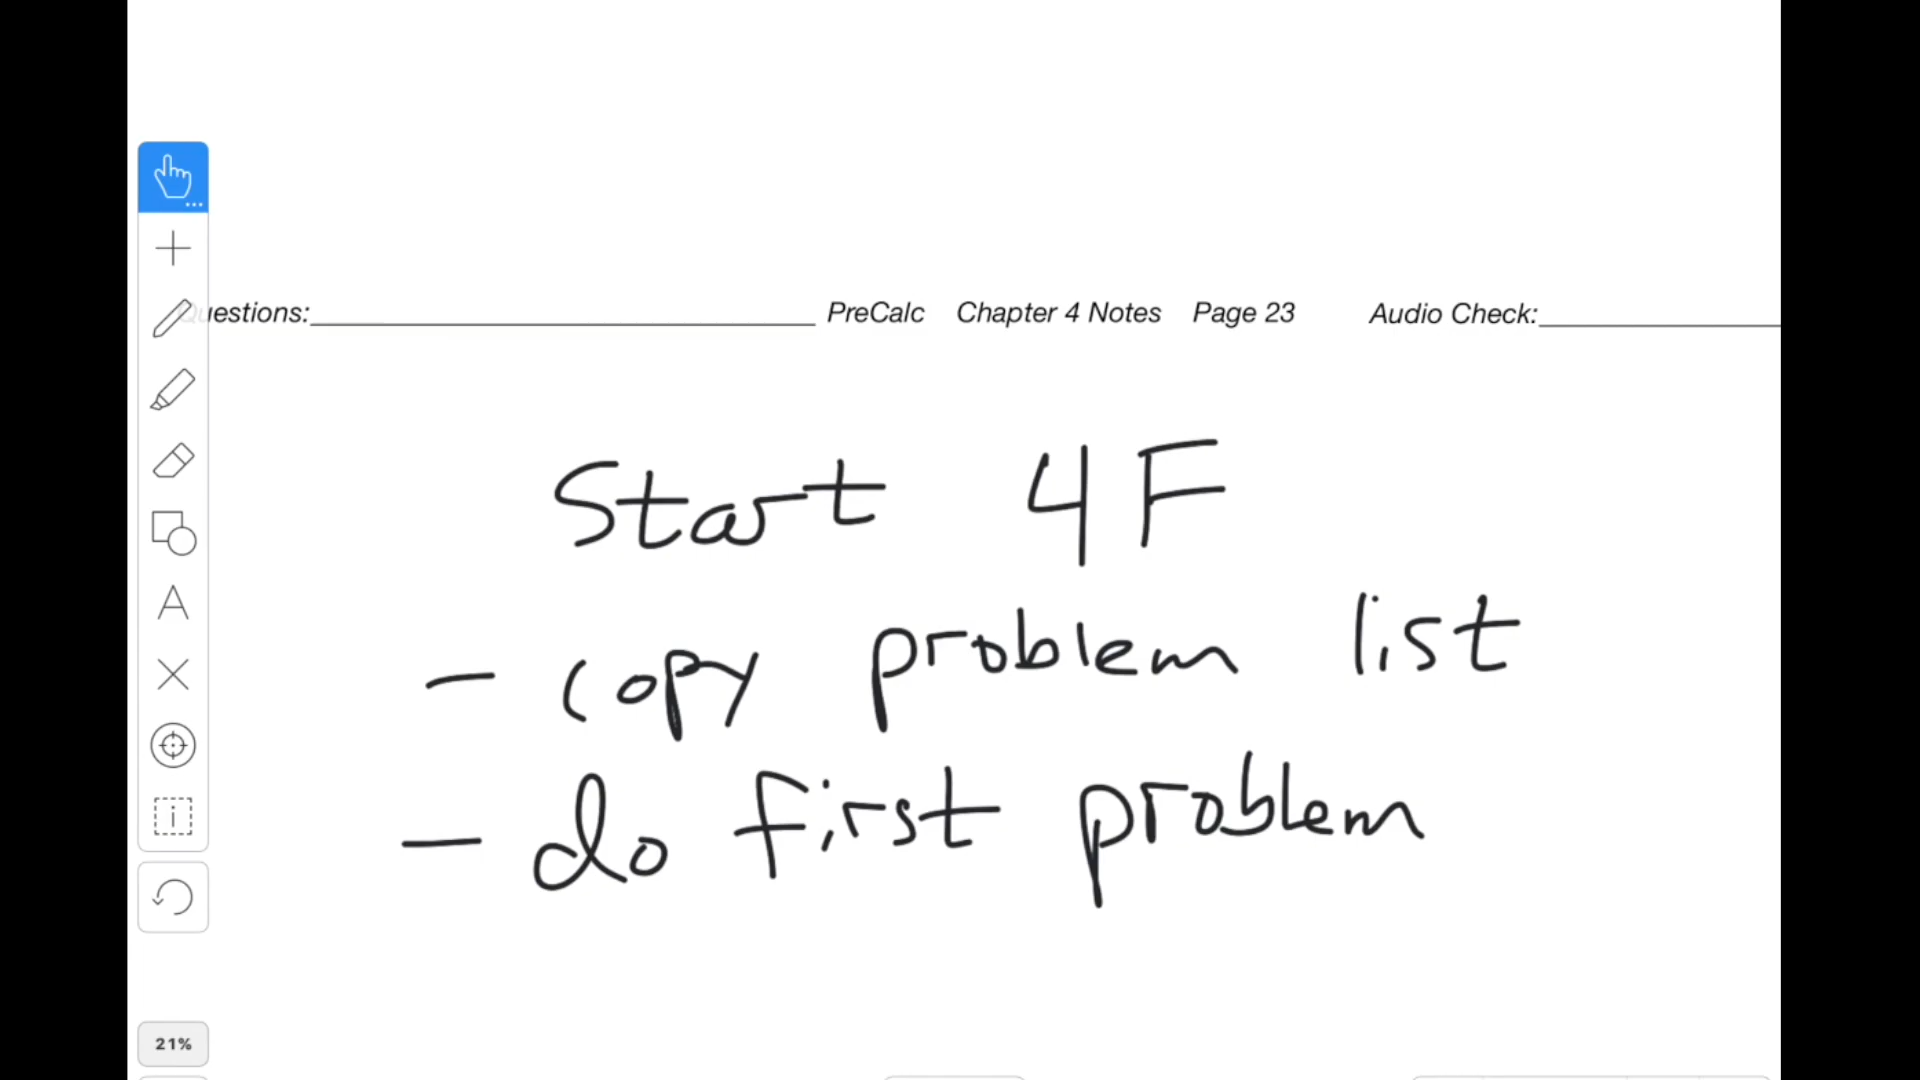 Questions: PreCalc Chapter 4 Notes Page 23 Audio Check:
Start 4F
- copy problem list
- do first problem
21%